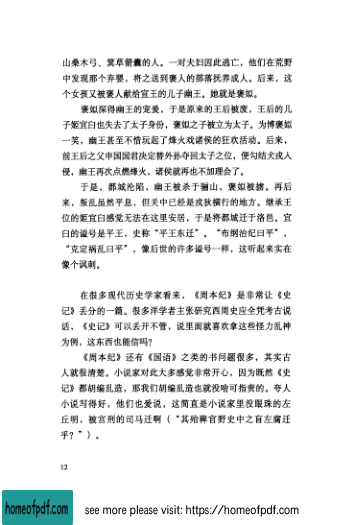 山桑木弓、箕草箭囊的人。一对夫妇因此逃亡，他们在荒野
中发现那个弃婴，将之送到褒人的部落抚养成人。后来，这
个女孩又被褒人献给宣王的儿子幽王。她就是褒姒。
褒姒深得幽王的宠爱，于是原来的王后被废，王后的儿
子姬宜臼也失去了太子身份，褒姒之子被立为太子。为博褒姒
一笑，幽王甚至不惜玩起了烽火戏诸侯的狂欢活动。后来，
前王后之父申国国君决定替外孙夺回太子之位，便勾结犬戎入
侵，幽王再次点燃烽火，诸侯就再也不加理会了。
于是，都城沦陷，幽王被杀于骊山，褒姒被掳。再后
来，叛乱虽然平息，但关中已经是戎狄横行的地方。继承王
位的姬宜臼感觉无法在这里安居，于是将都城迁于洛邑。宜
臼的谥号是平王，史称“平王东迁”。“布纲治纪曰平”，
“克定祸乱曰平”，像后世的许多谥号一样，这听起来实在
像个讽刺。
在很多现代历史学家看来，《周本纪》是非常让《史
记》丢分的一篇。很多洋学者主张研究西周史应全凭考古说
话，《史记》可以丢开不管，说里面就喜欢拿这些怪力乱神
为例，这东西也能信吗？
《周本纪》还有《国语》之类的书问题很多，其实古
人就很清楚。小说家对此大多感觉非常开心，因为既然《史
记》都胡编乱造，那我们胡编乱造也就没啥可指责的。夸人
小说写得好，他们也爱说，这简直是小说家里没眼珠的左
丘明，被宫刑的司马迁啊（“其殆稗官野史中之盲左腐迁
乎？”）。
12
homeofpdf.com
see more please visit: https://homeofpdf.com